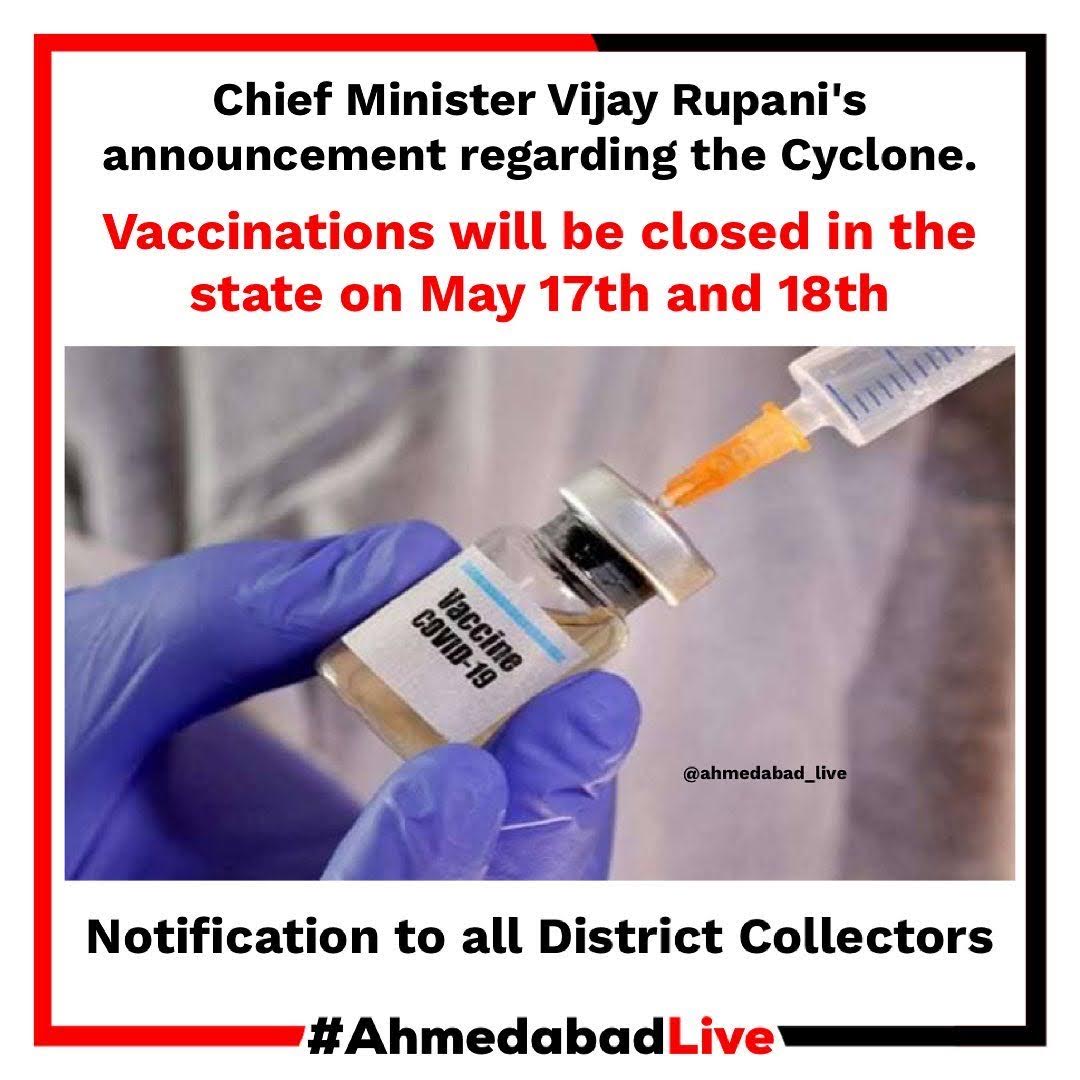 Chief Minister Vijay Rupani's
announcement regarding the Cyclone.
Vaccinations will be closed in the
state on May 17th and 18th
Vaccine
COVID-19
@ahmedabad_live
Notification to all District Collectors
#AhmedabadLive